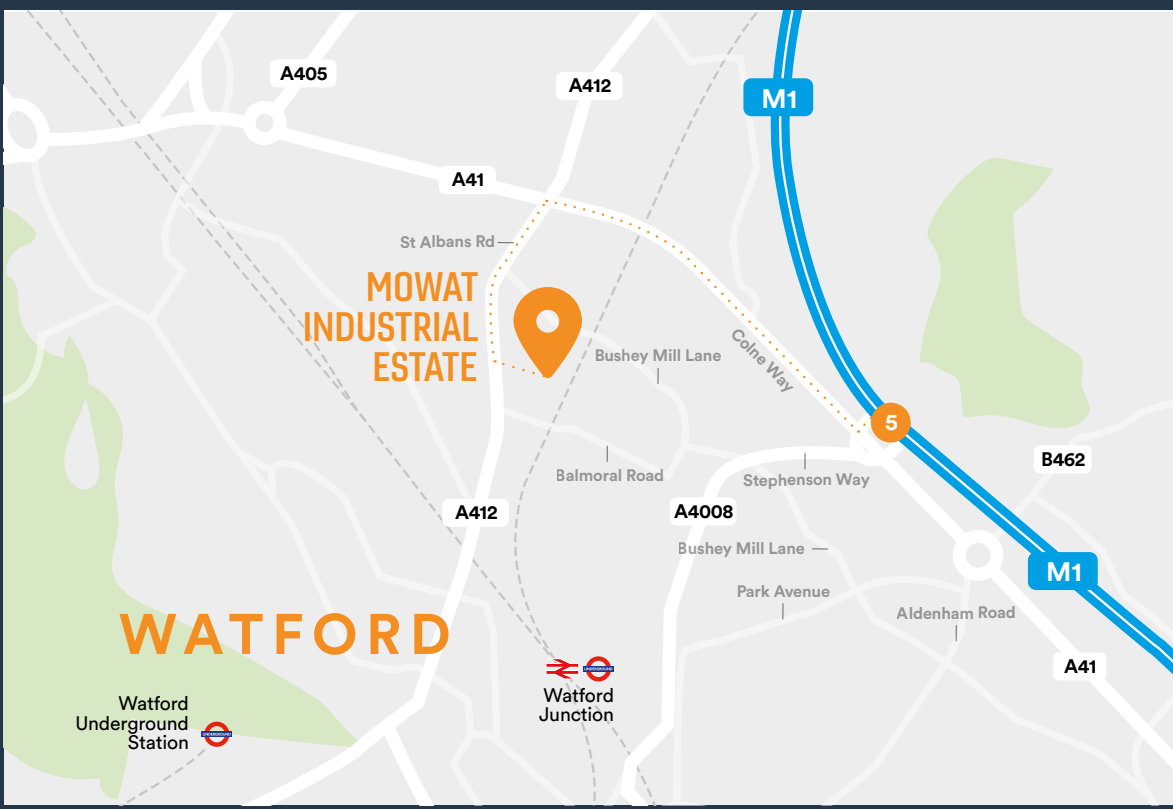 A405
A412
M1
A41
St Albans Rd
MOWAT
INDUSTRIAL
ESTATE
Bushey Mill Lane
Colne Way
5
B462
Balmoral Road
Stephenson Way
A412
A4008
Bushey Mill Lane
M1
Park Avenue
Aldenham Road
WATFORD
A41
UNDERGROUND
Watford
Junction
Watford
Underground
Station
UNDERGROUND